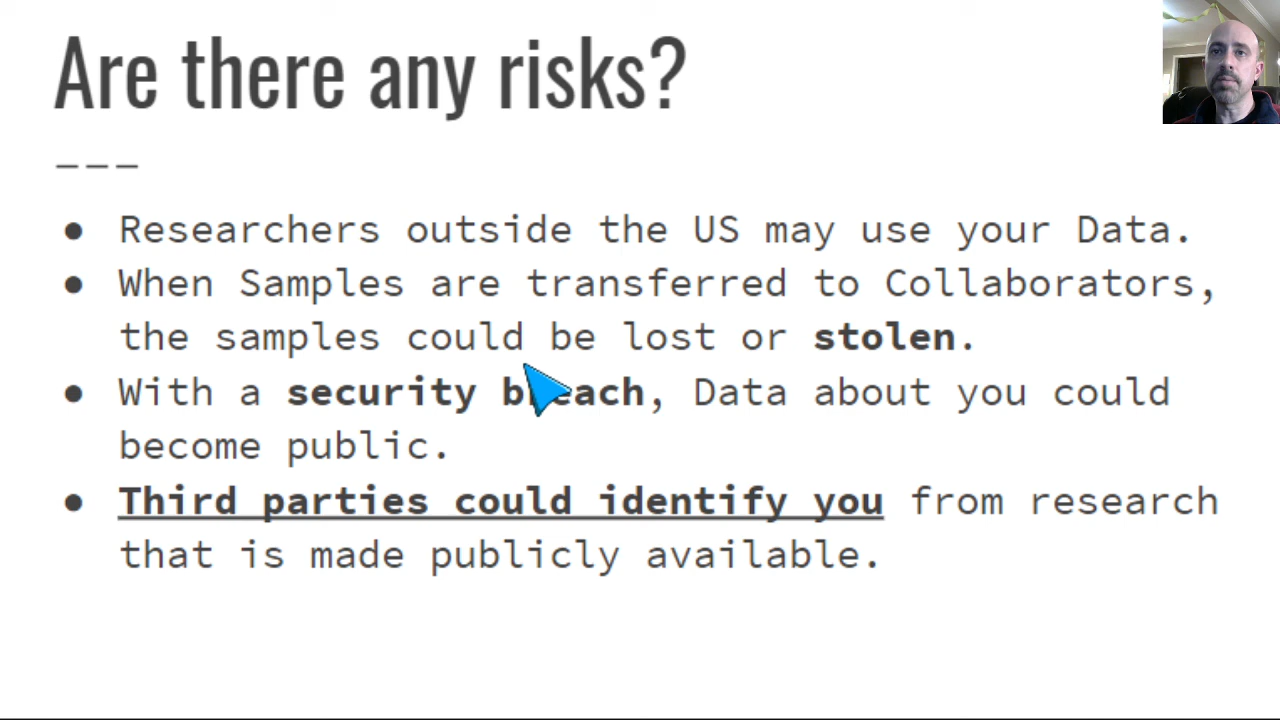 Are there any risks?
---
● Researchers outside the US may use your Data.
● When Samples are transferred to Collaborators,
the samples could be lost or stolen.
● With a security breach, Data about you could
become public.
● Third parties could identify you from research
that is made publicly available.